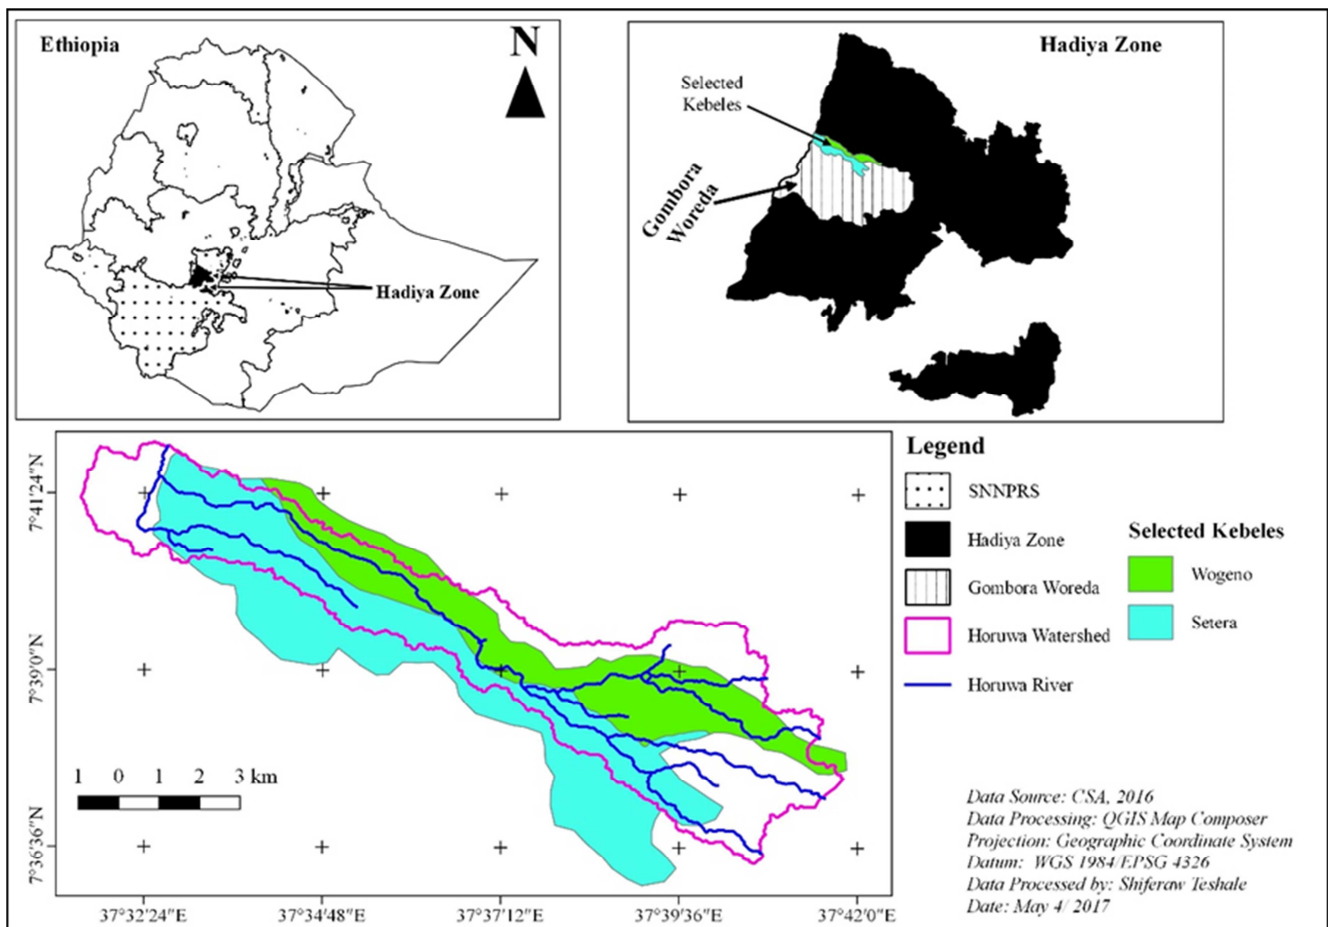 Ethiopia
N
Hadiya Zone
Hadiya Zone
Selected
Kebeles
Gombora
Woreda
7°41'24"N
7°39'0"N
7°36'36"N
37°32'24"E
37°34'48"E
37°37'12"E
37°39'36"E
37°42'0"E
1 0 1 2 3 km
Legend
SNNPRS
Hadiya Zone
Gombora Woreda
Horuwa Watershed
Horuwa River
Selected Kebeles
Wogeno
Setera
Data Source: CSA, 2016
Data Processing: QGIS Map Composer
Projection: Geographic Coordinate System
Datum: WGS 1984/EPSG 4326
Data Processed by: Shiferaw Teshale
Date: May 4/ 2017